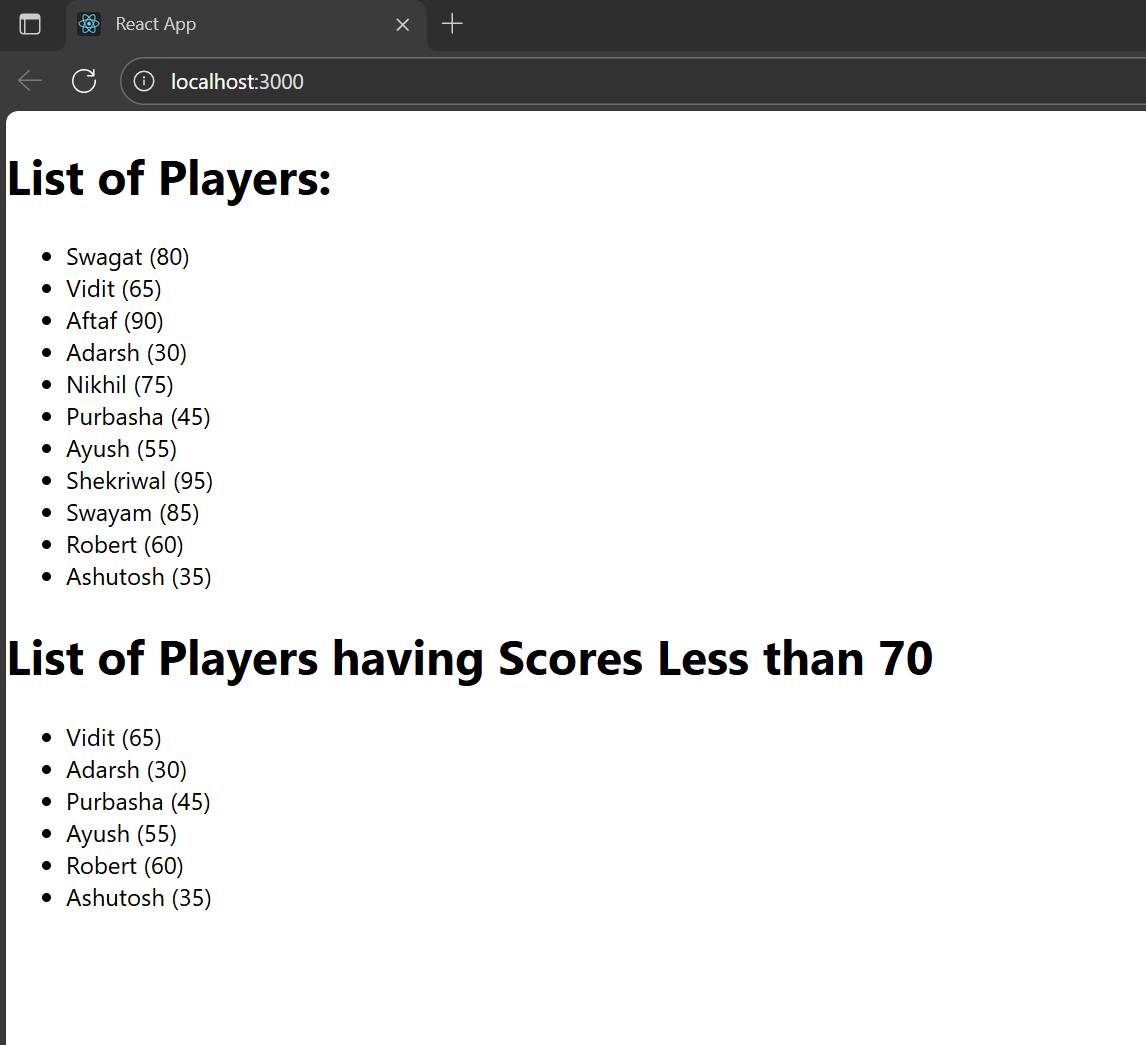 React App
localhost:3000
List of Players:
Swagat (80)
Vidit (65)
Aftaf (90)
Adarsh (30)
Nikhil (75)
Purbasha (45)
Ayush (55)
Shekriwal (95)
Swayam (85)
Robert (60)
Ashutosh (35)
List of Players having Scores Less than 70
Vidit (65)
Adarsh (30)
Purbasha (45)
Ayush (55)
Robert (60)
Ashutosh (35)